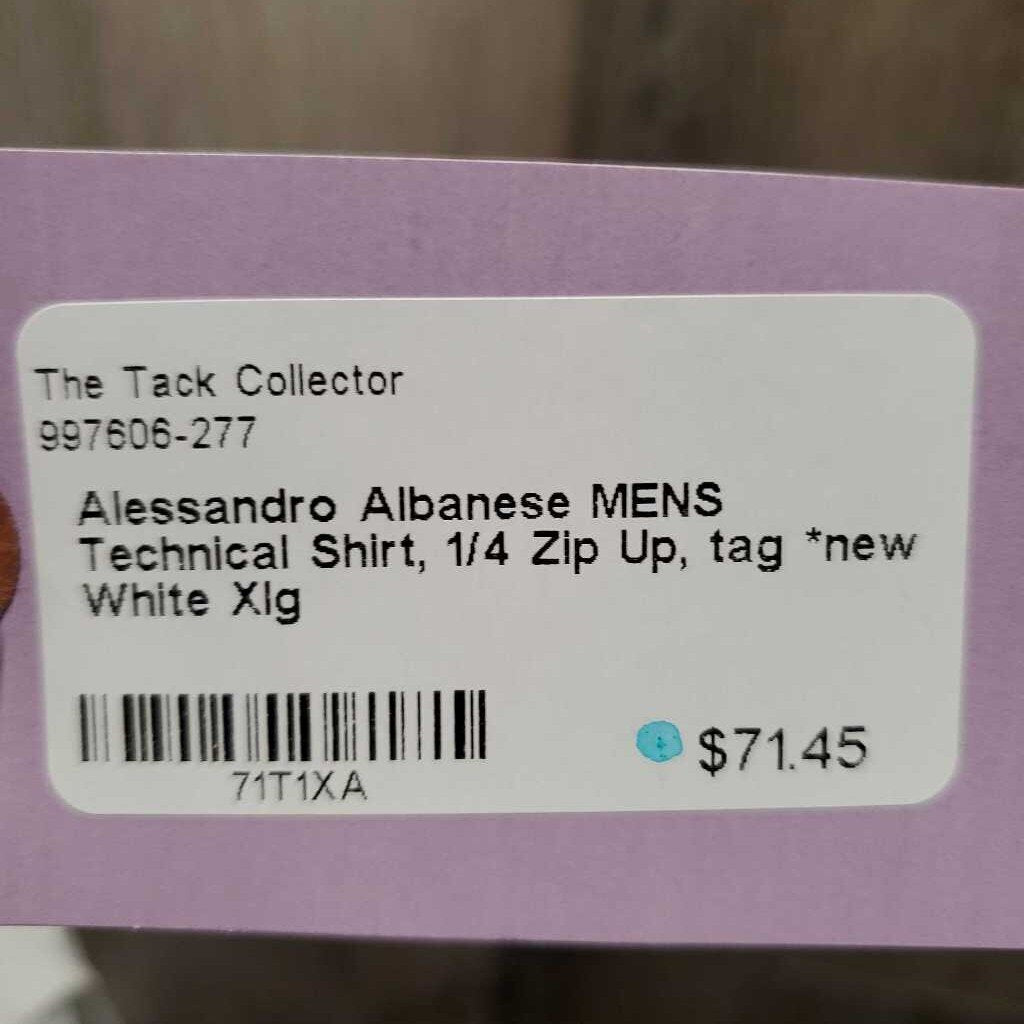 The Tack Collector
997606-277
Alessandro Albanese MENS
Technical Shirt, 1/4 Zip Up, tag *new
White Xlg
71T1XA
$71.45